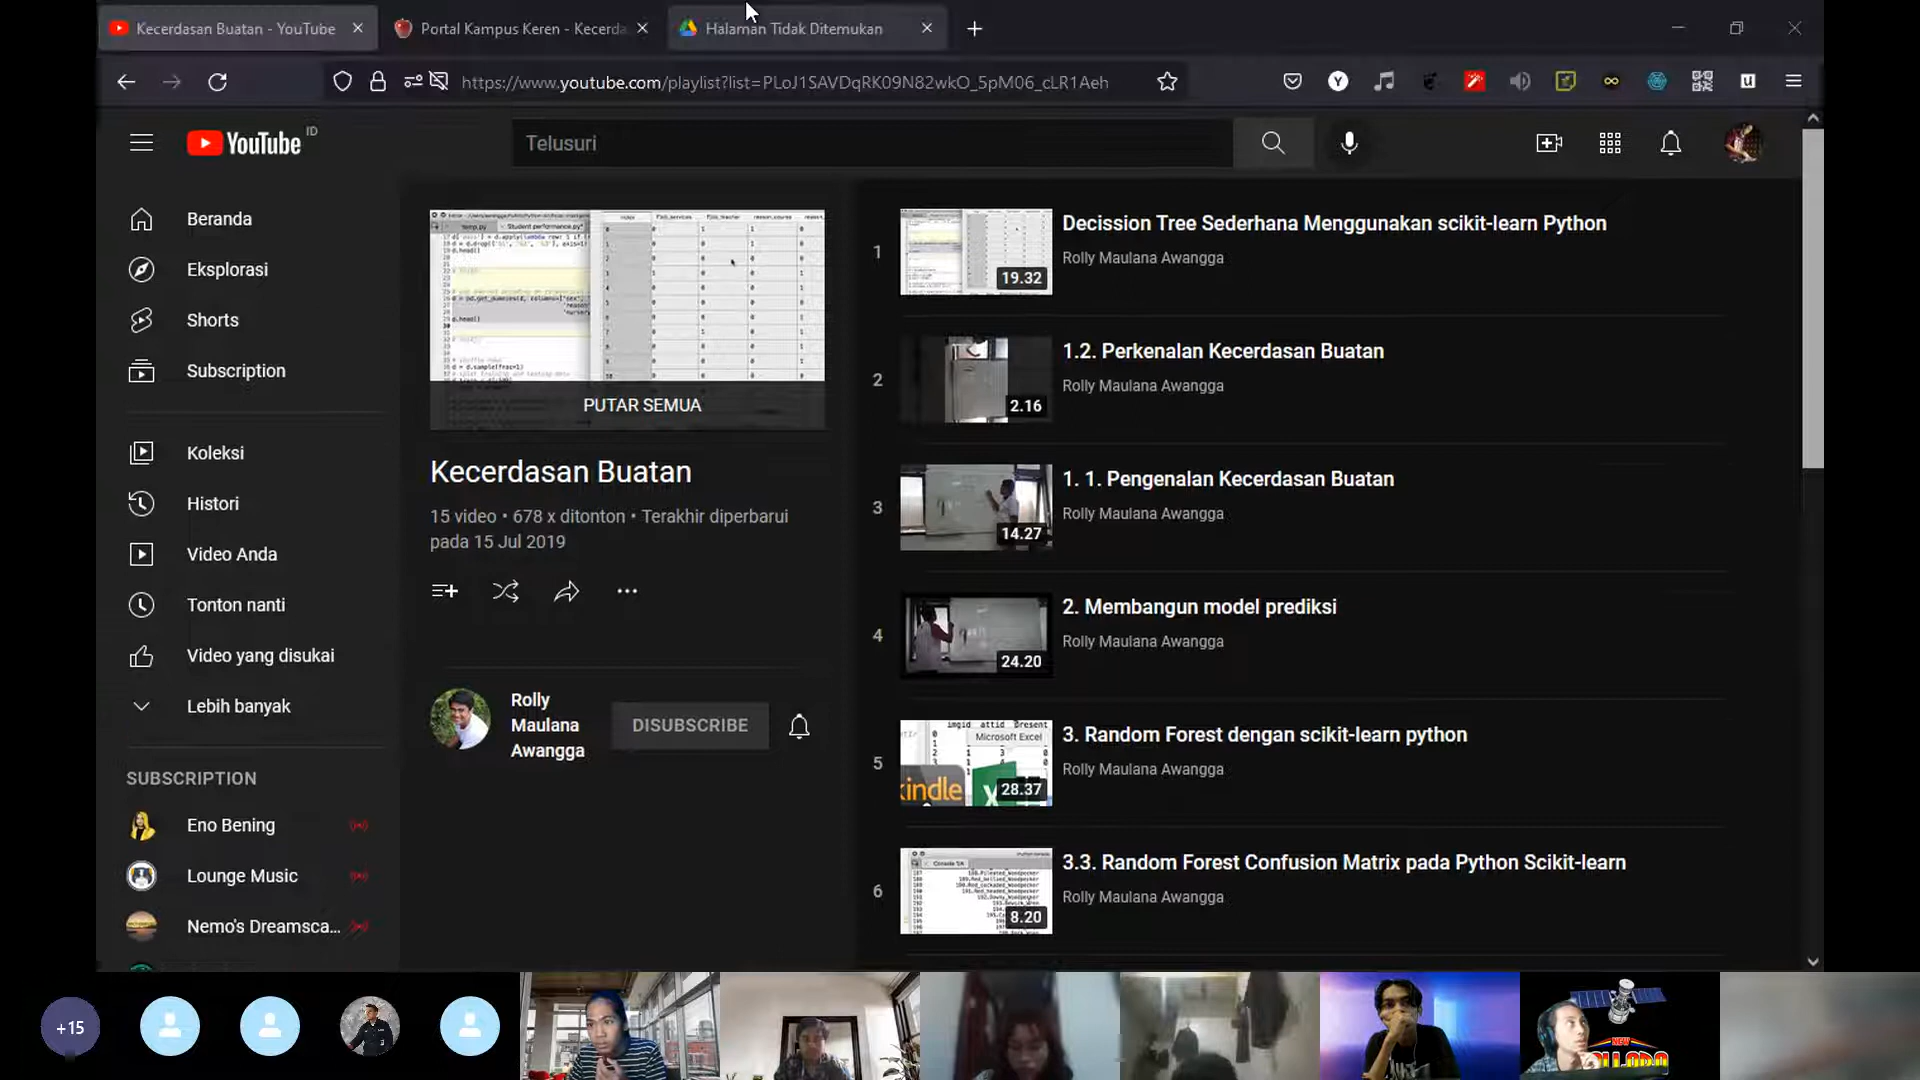 Kecerdasan Buatan - YouTube
Portal Kampus Keren - Kecerda
Halaman Tidak Ditemukan
https://www.youtube.com/playlist?list=PLoJ1SAVDqRK09N82wkO_5pM06_cLR1Aeh
YouTube ID
Telusuri
Beranda
Eksplorasi
Shorts
Subscription
Koleksi
Histori
Video Anda
Tonton nanti
Video yang disukai
Lebih banyak
SUBSCRIPTION
Eno Bening
Lounge Music
Nemo's Dreamsca...
PUTAR SEMUA
Kecerdasan Buatan
15 video • 678 x ditonton • Terakhir diperbarui
pada 15 Jul 2019
Rolly
Maulana
Awangga
DISUBSCRIBE
1
19.32
Decission Tree Sederhana Menggunakan scikit-learn Python
Rolly Maulana Awangga
2
2.16
1.2. Perkenalan Kecerdasan Buatan
Rolly Maulana Awangga
3
14.27
1. 1. Pengenalan Kecerdasan Buatan
Rolly Maulana Awangga
4
24.20
2. Membangun model prediksi
Rolly Maulana Awangga
5
imgid attid Present
Microsoft Excel
kindle
28.37
3. Random Forest dengan scikit-learn python
Rolly Maulana Awangga
6
8.20
3.3. Random Forest Confusion Matrix pada Python Scikit-learn
Rolly Maulana Awangga
+15
NEW